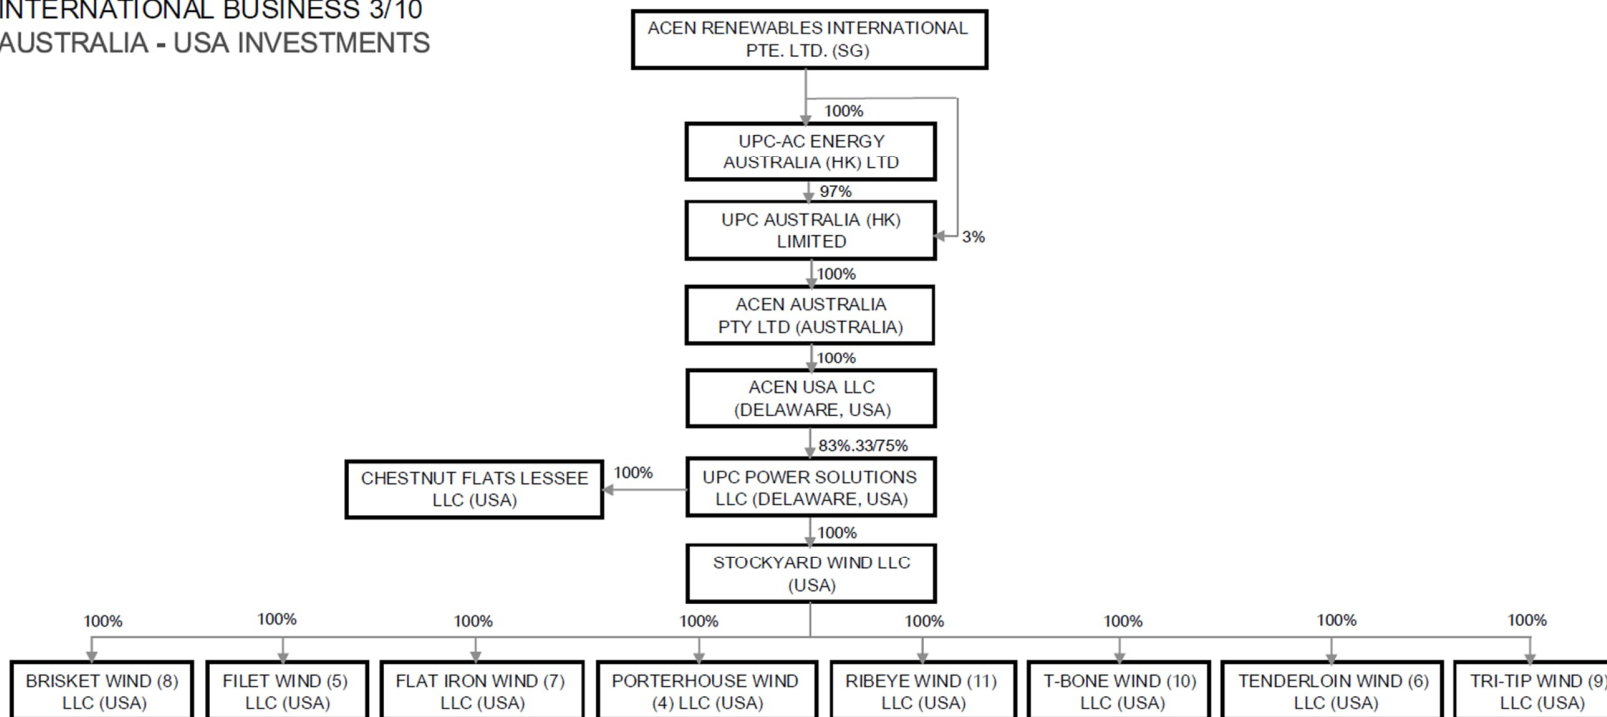 INTERNATIONAL BUSINESS 3/10
AUSTRALIA - USA INVESTMENTS
ACEN RENEWABLES INTERNATIONAL
PTE. LTD. (SG)
100%
UPC-AC ENERGY
AUSTRALIA (HK) LTD
97%
UPC AUSTRALIA (HK)
LIMITED
3%
100%
ACEN AUSTRALIA
PTY LTD (AUSTRALIA)
100%
ACEN USA LLC
(DELAWARE, USA)
83%.33/75%
CHESTNUT FLATS LESSEE
LLC (USA)
100%
UPC POWER SOLUTIONS
LLC (DELAWARE, USA)
100%
STOCKYARD WIND LLC
(USA)
100%
100%
100%
100%
100%
100%
100%
100%
BRISKET WIND (8)
LLC (USA)
FILET WIND (5)
LLC (USA)
FLAT IRON WIND (7)
LLC (USA)
PORTERHOUSE WIND
(4) LLC (USA)
RIBEYE WIND (11)
LLC (USA)
T-BONE WIND (10)
LLC (USA)
TENDERLOIN WIND (6)
LLC (USA)
TRI-TIP WIND (9)
LLC (USA)